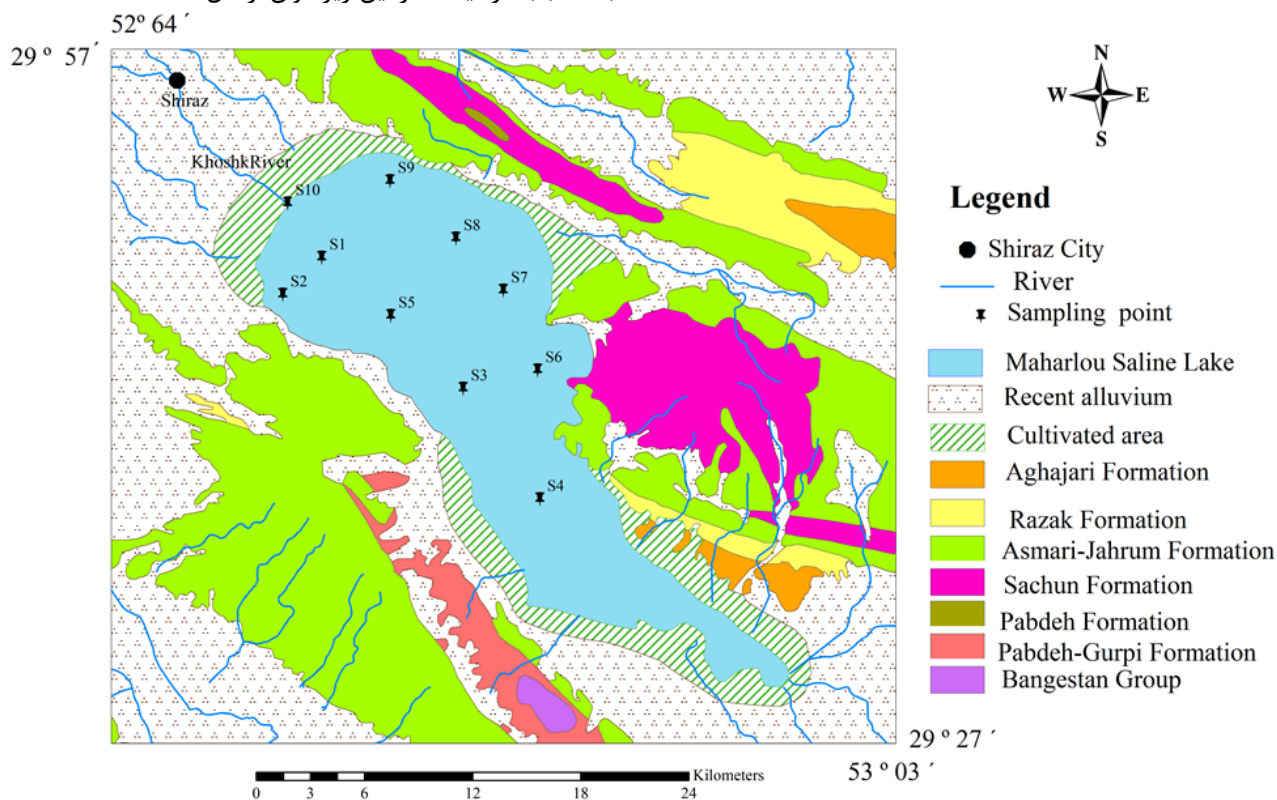 52º 64´
29 º 57´
Shiraz
KhoshkRiver
S9
S10
S8
S1
S7
S2
S5
S6
S3
S4
N
W
E
S
Legend
Shiraz City
River
Sampling point
Maharlou Saline Lake
Recent alluvium
Cultivated area
Aghajari Formation
Razak Formation
Asmari-Jahrum Formation
Sachun Formation
Pabdeh Formation
Pabdeh-Gurpi Formation
Bangestan Group
29 º 27 ´
53 º 03 ´
Kilometers
0 3 6 12 18 24